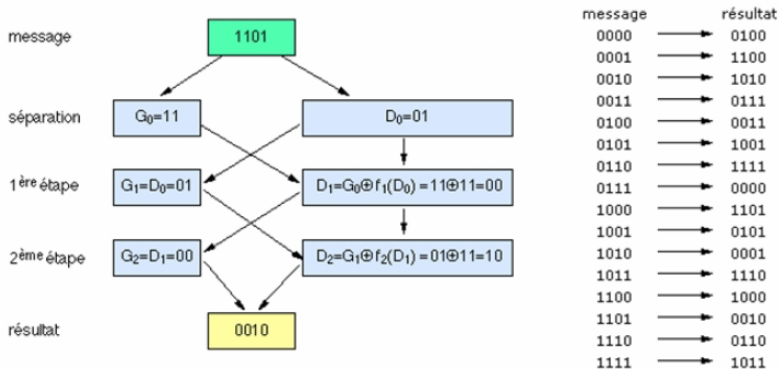 message
1101
séparation
G₀=11
D₀=01
1ère étape
G₁=D₀=01
D₁=G₀⊕f₁(D₀)=11⊕11=00
2ème étape
G₂=D₁=00
D₂=G₁⊕f₂(D₁)=01⊕11=10
résultat
0010
message résultat
0000 0100
0001 1100
0010 1010
0011 0111
0100 0011
0101 1001
0110 1111
0111 0000
1000 1101
1001 0101
1010 0001
1011 1110
1100 1000
1101 0010
1110 0110
1111 1011